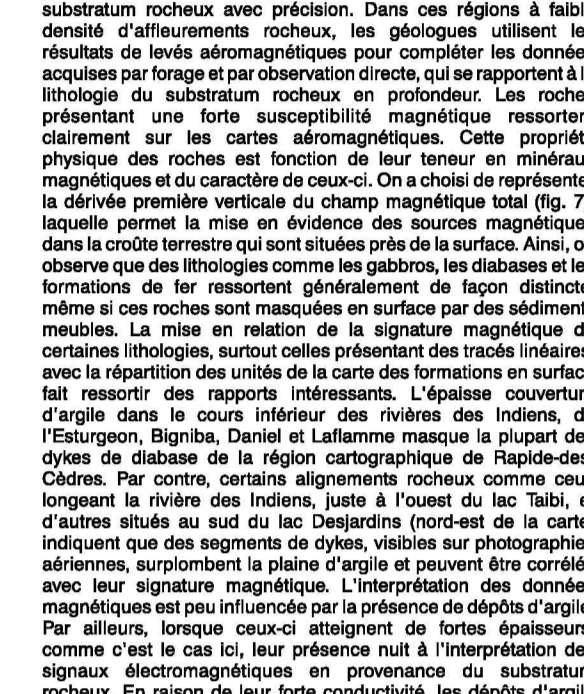 substratum rocheux avec précision. Dans ces régions à faibl
densité d'affleurements rocheux, les géologues utilisent le
résultats de levés aéromagnétiques pour compléter les donnée
acquises par forage et par observation directe, qui se rapportent à l
lithologie du substratum rocheux en profondeur. Les roche
présentant une forte susceptibilité magnétique ressorter
clairement sur les cartes aéromagnétiques. Cette propriét
physique des roches est fonction de leur teneur en minérau
magnétiques et du caractère de ceux-ci. On a choisi de représente
la dérivée première verticale du champ magnétique total (fig. 7
laquelle permet la mise en évidence des sources magnétique
dans la croûte terrestre qui sont situées près de la surface. Ainsi, o
observe que des lithologies comme les gabbros, les diabases et le
formations de fer ressortent généralement de façon distincte
même si ces roches sont masquées en surface par des sédiment
meubles. La mise en relation de la signature magnétique d
certaines lithologies, surtout celles présentant des tracés linéaires
avec la répartition des unités de la carte des formations en surfac
fait ressortir des rapports intéressants. L'épaisse couvertur
d'argile dans le cours inférieur des rivières des Indiens, d
l'Esturgeon, Bigniba, Daniel et Laflamme masque la plupart de
dykes de diabase de la région cartographique de Rapide-des
Cèdres. Par contre, certains alignements rocheux comme ceu
longeant la rivière des Indiens, juste à l'ouest du lac Taibi, e
d'autres situés au sud du lac Desjardins (nord-est de la carte
indiquent que des segments de dykes, visibles sur photographie
aériennes, surplombent la plaine d'argile et peuvent être corrélé
avec leur signature magnétique. L'interprétation des donnée
magnétiques est peu influencée par la présence de dépôts d'argile
Par ailleurs, lorsque ceux-ci atteignent de fortes épaisseurs
comme c'est le cas ici, leur présence nuit à l'interprétation de
signaux électromagnétiques en provenance du substratur
rocheux. En raison de leur forte conductivité, les dépôts d'argil